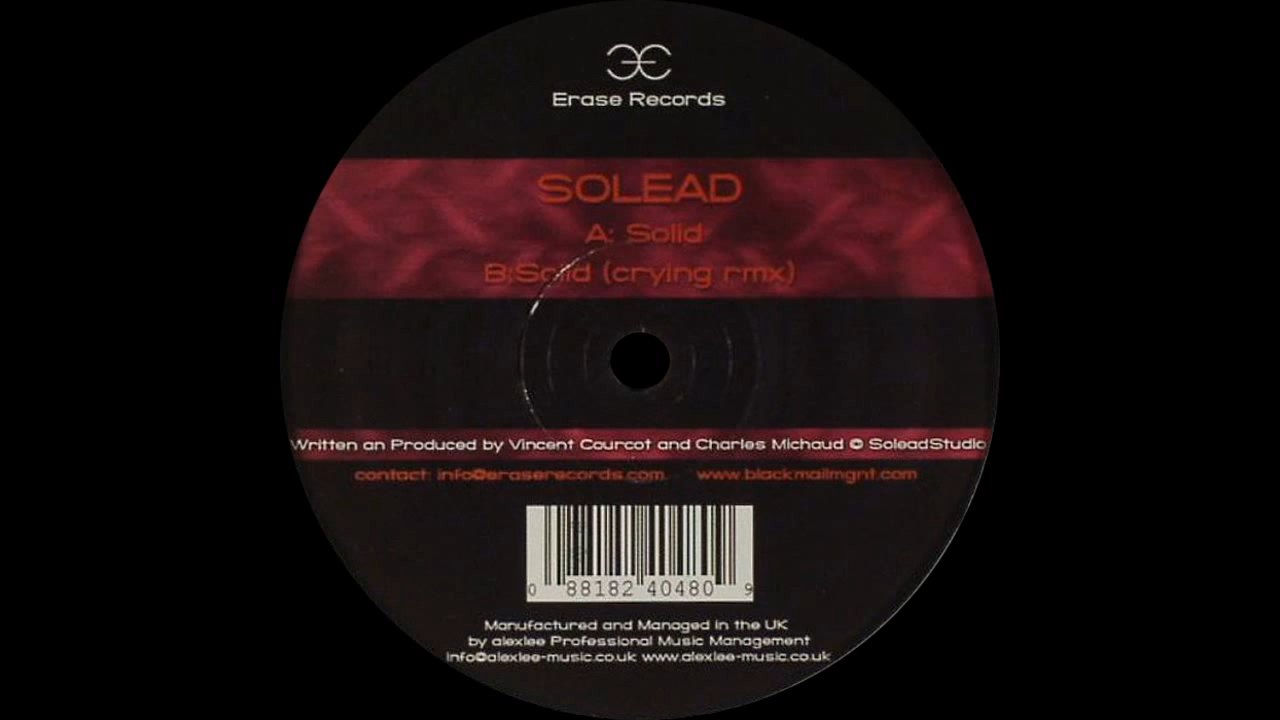 Erase Records
SOLEAD
A: Solid
B:Solid (crying rmx)
Written an Produced by Vincent Courcot and Charles Michaud © SoleadStudio
contact: info@eraserecords.com www.blackmailmgnt.com
0 88182 40480 9
Manufactured and Managed in the UK
by alexlee Professional Music Management
info@alexlee-music.co.uk www.alexlee-music.co.uk